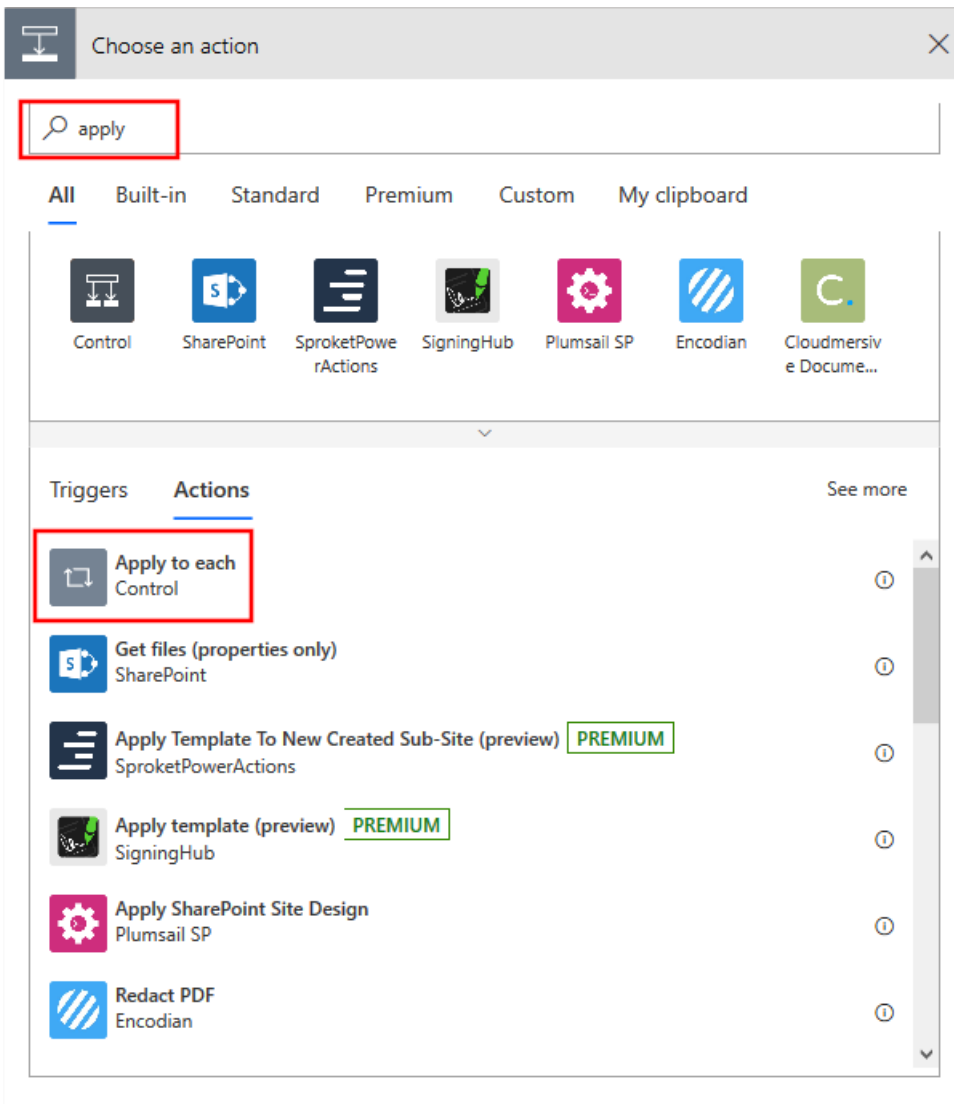 Choose an action
apply
All Built-in Standard Premium Custom My clipboard
Control SharePoint SproketPowe SigningHub Plumsail SP Encodian Cloudmersiv
rActions e Docume...
Triggers Actions See more
Apply to each
Control
Get files (properties only)
SharePoint
Apply Template To New Created Sub-Site (preview) PREMIUM
SproketPowerActions
Apply template (preview) PREMIUM
SigningHub
Apply SharePoint Site Design
Plumsail SP
Redact PDF
Encodian